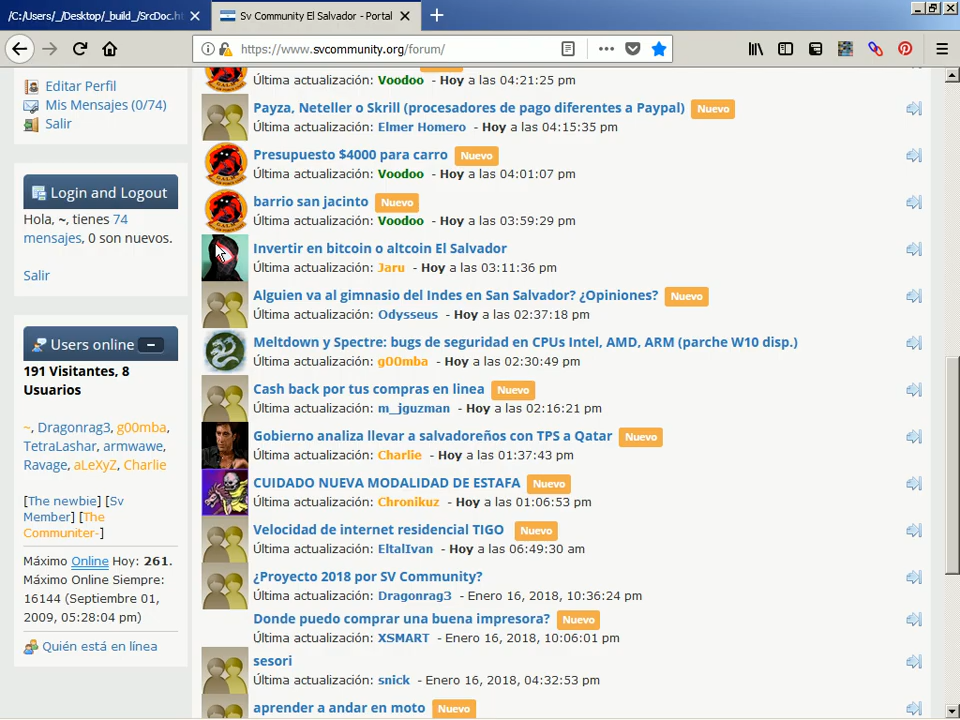 /C:/Users/_/Desktop/_build_/SrcDoc.ht
Sv Community El Salvador - Portal
https://www.svcommunity.org/forum/
Editar Perfil
Mis Mensajes (0/74)
Salir
Login and Logout
Hola, ~, tienes 74
mensajes, 0 son nuevos.
Salir
Users online
191 Visitantes, 8
Usuarios
~, Dragonrag3, g00mba,
TetraLashar, armwawe,
Ravage, aLeXyZ, Charlie
[The newbie] [Sv
Member] [The
Communiter-]
Máximo Online Hoy: 261.
Máximo Online Siempre:
16144 (Septiembre 01,
2009, 05:28:04 pm)
Quién está en línea
Última actualización: Voodoo - Hoy a las 04:21:25 pm
Payza, Neteller o Skrill (procesadores de pago diferentes a Paypal) Nuevo
Última actualización: Elmer Homero - Hoy a las 04:15:35 pm
Presupuesto $4000 para carro Nuevo
Última actualización: Voodoo - Hoy a las 04:01:07 pm
barrio san jacinto Nuevo
Última actualización: Voodoo - Hoy a las 03:59:29 pm
Invertir en bitcoin o altcoin El Salvador
Última actualización: Jaru - Hoy a las 03:11:36 pm
Alguien va al gimnasio del Indes en San Salvador? ¿Opiniones? Nuevo
Última actualización: Odysseus - Hoy a las 02:37:18 pm
Meltdown y Spectre: bugs de seguridad en CPUs Intel, AMD, ARM (parche W10 disp.)
Última actualización: g00mba - Hoy a las 02:30:49 pm
Cash back por tus compras en linea Nuevo
Última actualización: m_jguzman - Hoy a las 02:16:21 pm
Gobierno analiza llevar a salvadoreños con TPS a Qatar Nuevo
Última actualización: Charlie - Hoy a las 01:37:43 pm
CUIDADO NUEVA MODALIDAD DE ESTAFA Nuevo
Última actualización: Chronikuz - Hoy a las 01:06:53 pm
Velocidad de internet residencial TIGO Nuevo
Última actualización: EltalIvan - Hoy a las 06:49:30 am
¿Proyecto 2018 por SV Community?
Última actualización: Dragonrag3 - Enero 16, 2018, 10:36:24 pm
Donde puedo comprar una buena impresora? Nuevo
Última actualización: XSMART - Enero 16, 2018, 10:06:01 pm
sesori
Última actualización: snick - Enero 16, 2018, 04:32:53 pm
aprender a andar en moto Nuevo